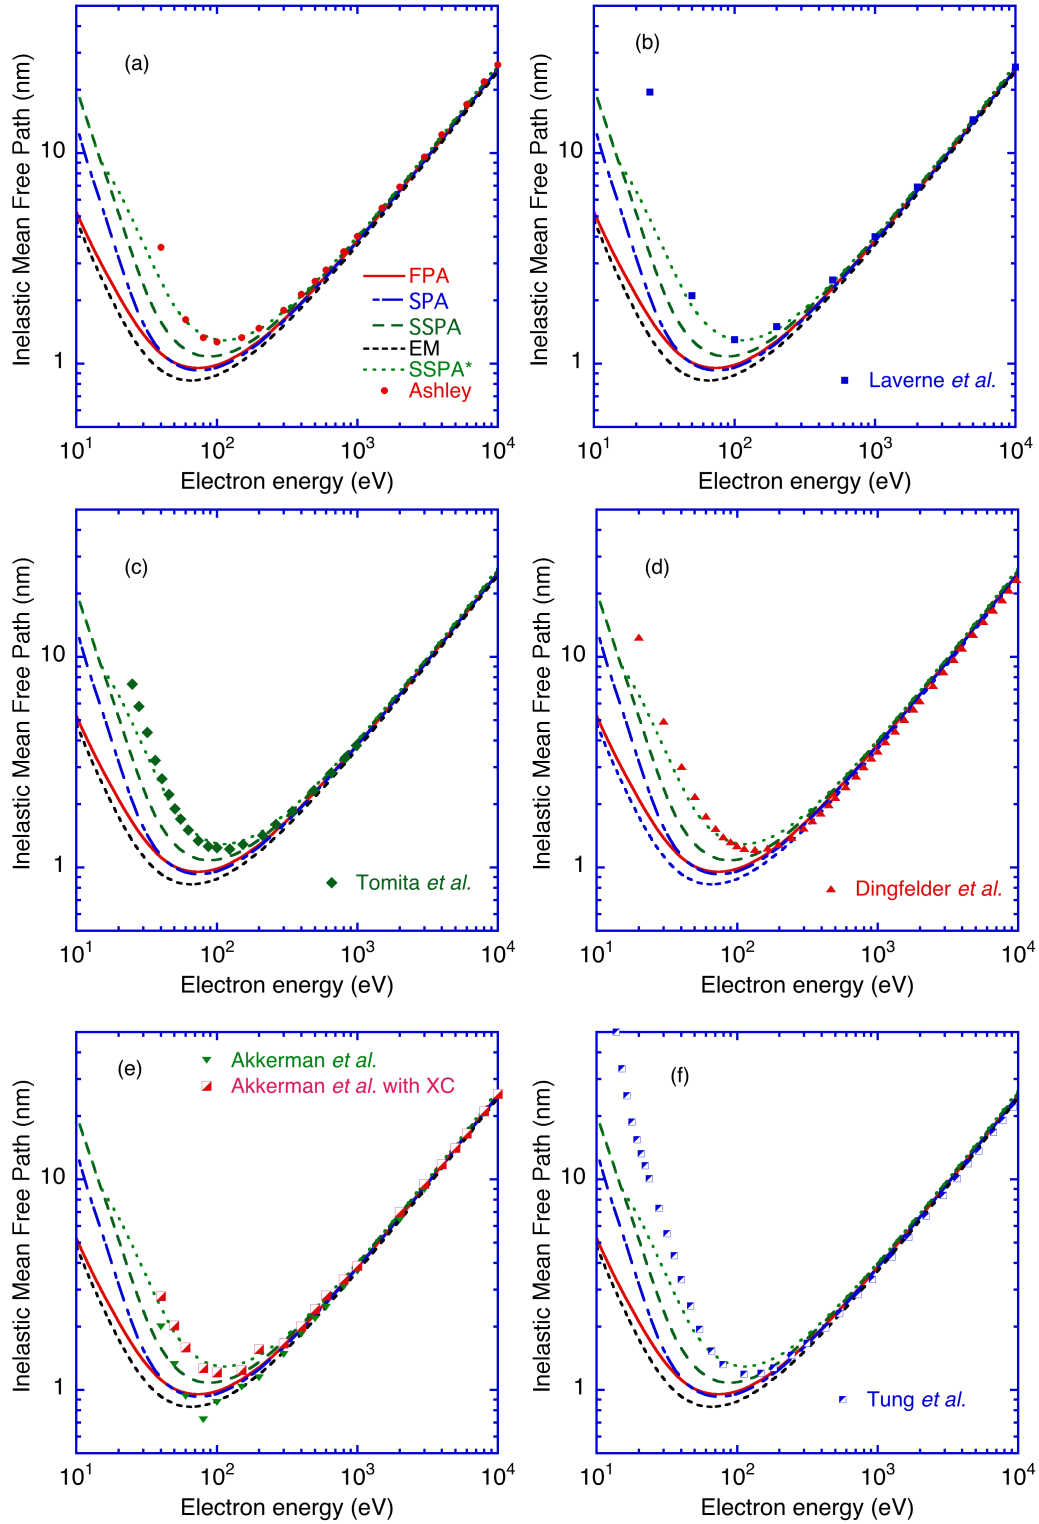 (a)
Inelastic Mean Free Path (nm)
10
1
FPA
SPA
SSPA
EM
SSPA*
Ashley
10^1 10^2 10^3 10^4
Electron energy (eV)
(b)
Inelastic Mean Free Path (nm)
10
1
Laverne et al.
10^1 10^2 10^3 10^4
Electron energy (eV)
(c)
Inelastic Mean Free Path (nm)
10
1
Tomita et al.
10^1 10^2 10^3 10^4
Electron energy (eV)
(d)
Inelastic Mean Free Path (nm)
10
1
Dingfelder et al.
10^1 10^2 10^3 10^4
Electron energy (eV)
(e)
Akkerman et al.
Akkerman et al. with XC
Inelastic Mean Free Path (nm)
10
1
10^1 10^2 10^3 10^4
Electron energy (eV)
(f)
Inelastic Mean Free Path (nm)
10
1
Tung et al.
10^1 10^2 10^3 10^4
Electron energy (eV)